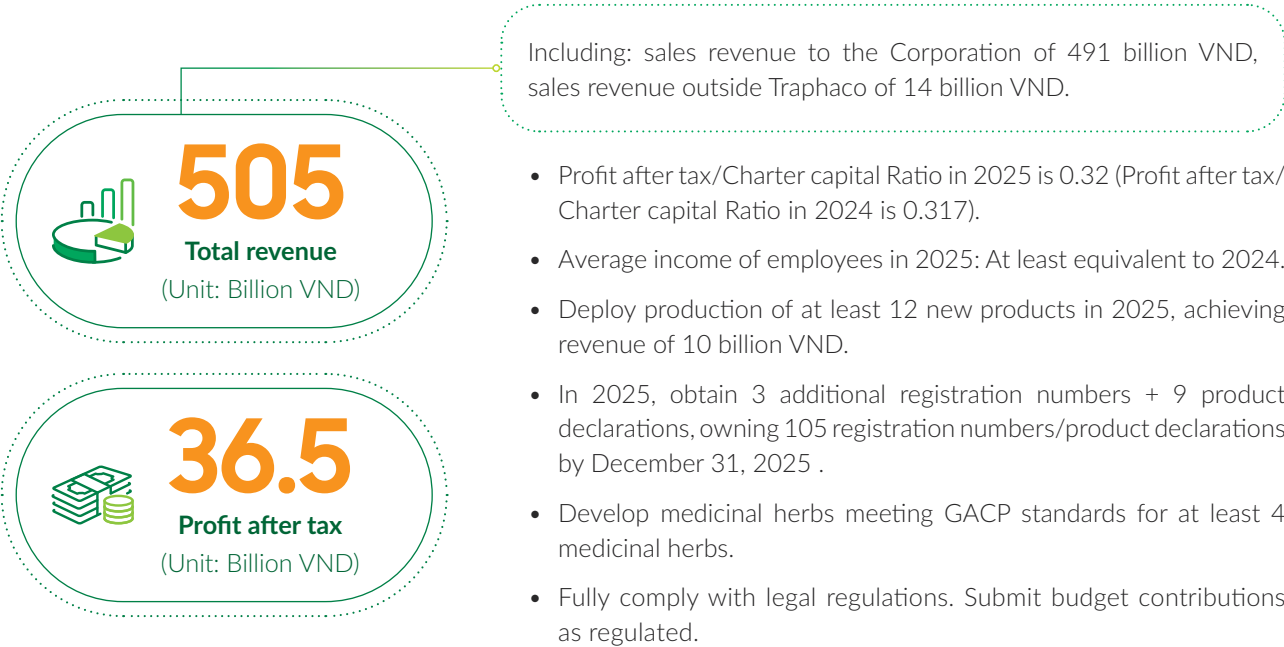 Including: sales revenue to the Corporation of 491 billion VND,
sales revenue outside Traphaco of 14 billion VND.
505
Total revenue
(Unit: Billion VND)
36.5
Profit after tax
(Unit: Billion VND)
• Profit after tax/Charter capital Ratio in 2025 is 0.32 (Profit after tax/
Charter capital Ratio in 2024 is 0.317).
• Average income of employees in 2025: At least equivalent to 2024.
• Deploy production of at least 12 new products in 2025, achieving
revenue of 10 billion VND.
• In 2025, obtain 3 additional registration numbers + 9 product
declarations, owning 105 registration numbers/product declarations
by December 31, 2025 .
• Develop medicinal herbs meeting GACP standards for at least 4
medicinal herbs.
• Fully comply with legal regulations. Submit budget contributions
as regulated.